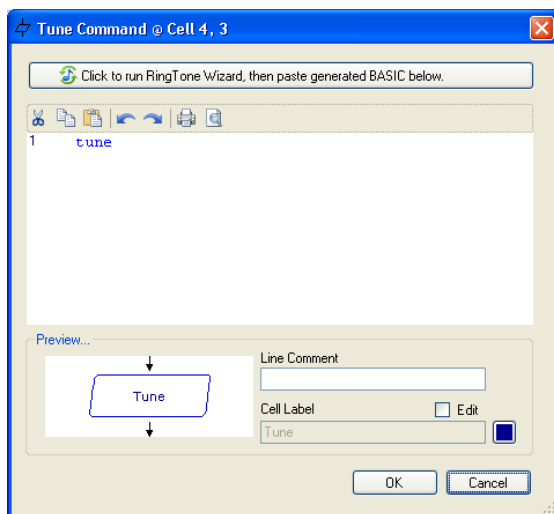 Tune Command @ Cell 4, 3
Click to run RingTone Wizard, then paste generated BASIC below.
1 tune
Preview...
Tune
Line Comment
Cell Label Edit
Tune
OK Cancel